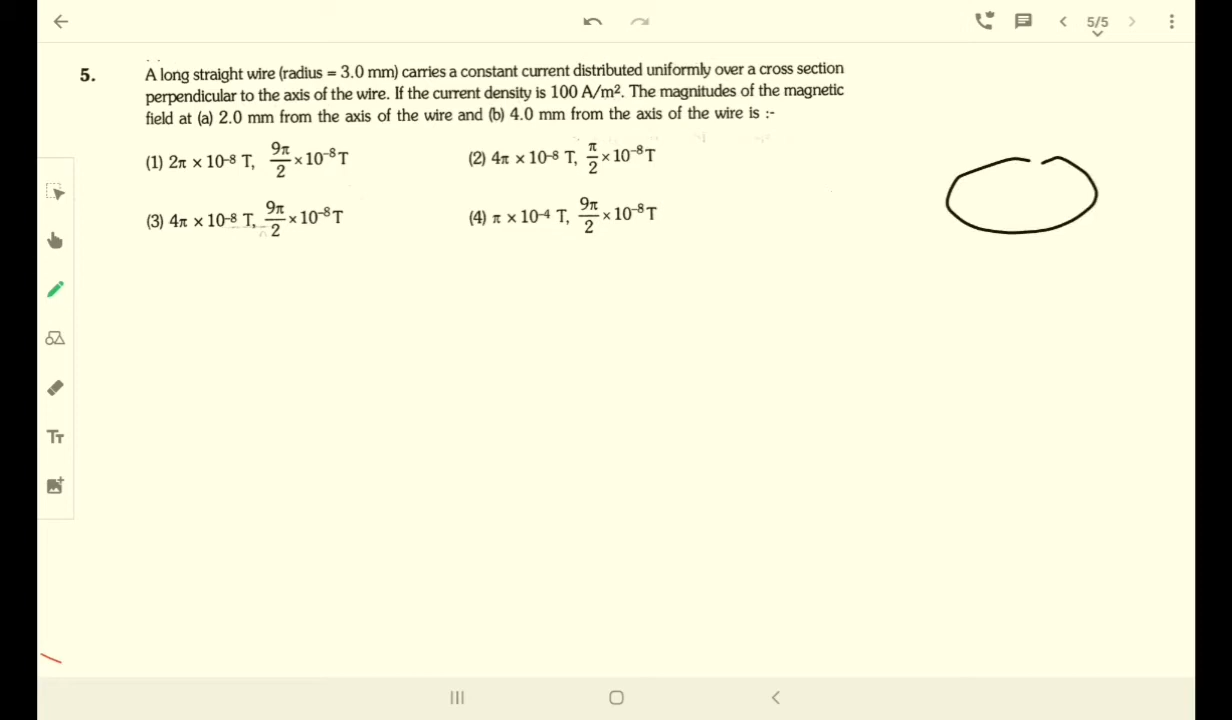 5/5
5. A long straight wire (radius = 3.0 mm) carries a constant current distributed uniformly over a cross section
perpendicular to the axis of the wire. If the current density is 100 A/m². The magnitudes of the magnetic
field at (a) 2.0 mm from the axis of the wire and (b) 4.0 mm from the axis of the wire is :-
(1) 2π × 10⁻⁸ T, 9π/2 × 10⁻⁸ T (2) 4π × 10⁻⁸ T, π/2 × 10⁻⁸ T
(3) 4π × 10⁻⁸ T, 9π/2 × 10⁻⁸ T (4) π × 10⁻⁴ T, 9π/2 × 10⁻⁸ T
TT